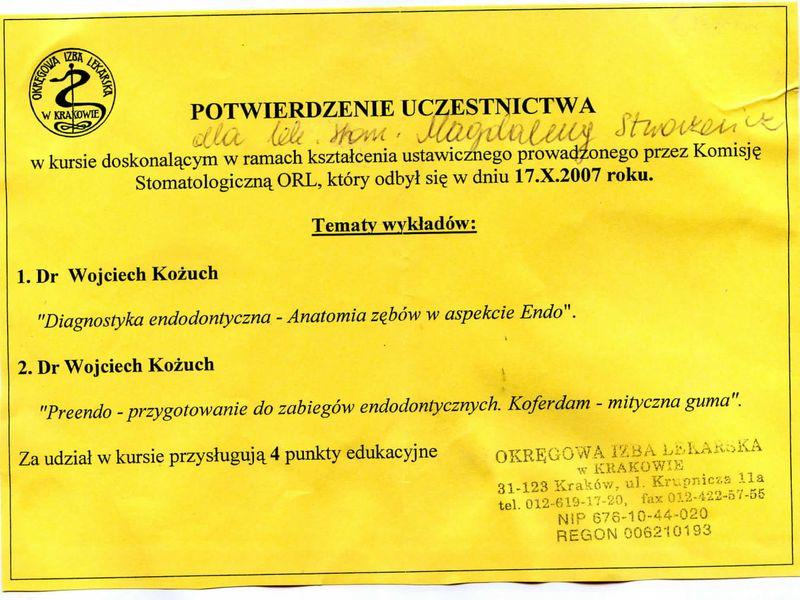 OKRĘGOWA IZBA LEKARSKA
W KRAKOWIE
POTWIERDZENIE UCZESTNICTWA
dla lek. stom. Magdaleny
w kursie doskonalącym w ramach kształcenia ustawicznego prowadzonego przez Komisję
Stomatologiczną ORL, który odbył się w dniu 17.X.2007 roku.
Tematy wykładów:
1. Dr Wojciech Kożuch
"Diagnostyka endodontyczna - Anatomia zębów w aspekcie Endo".
2. Dr Wojciech Kożuch
"Preendo - przygotowanie do zabiegów endodontycznych. Koferdam - mityczna guma".
Za udział w kursie przysługują 4 punkty edukacyjne
OKRĘGOWA IZBA LEKARSKA
w KRAKOWIE
31-123 Kraków, ul. Krupnicza 11a
tel. 012-619-17-20, fax 012-422-57-55
NIP 676-10-44-020
REGON 006210193